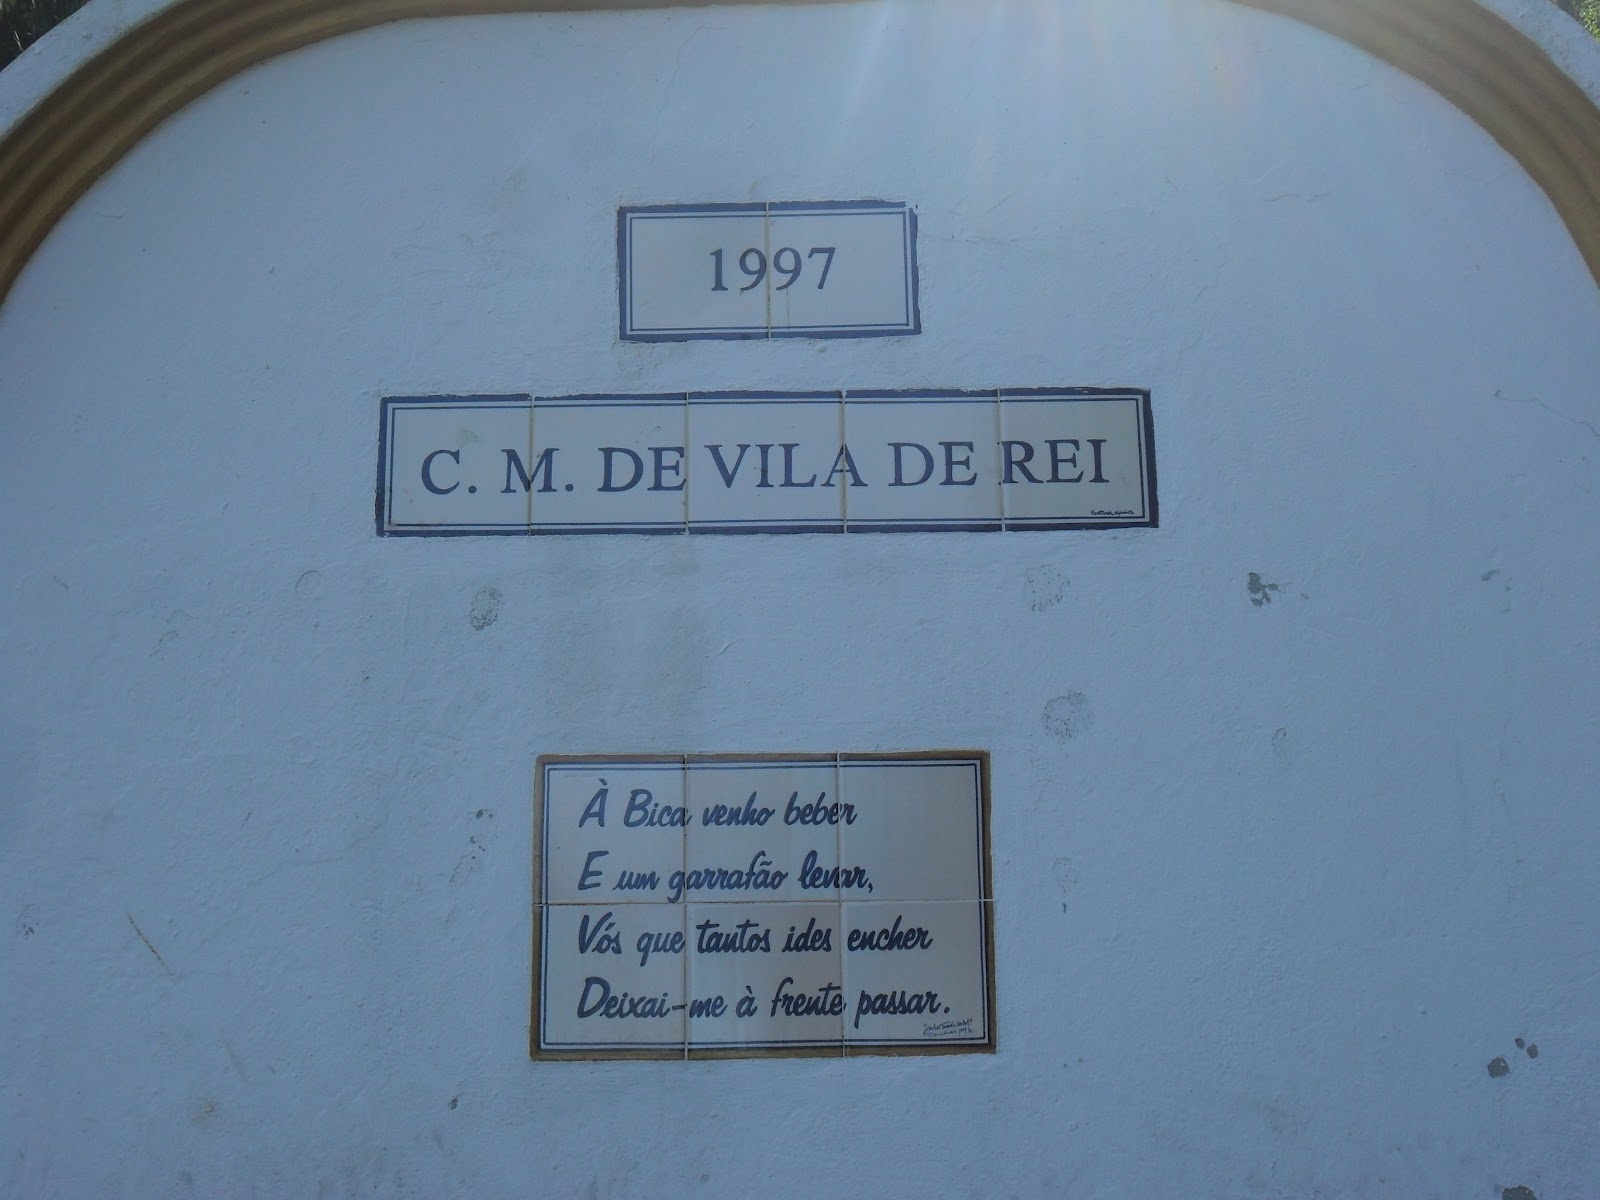 1997
C. M. DE VILA DE REI
À Bica venho beber
E um garrafão levar,
Vós que tantos ides encher
Deixai-me à frente passar.